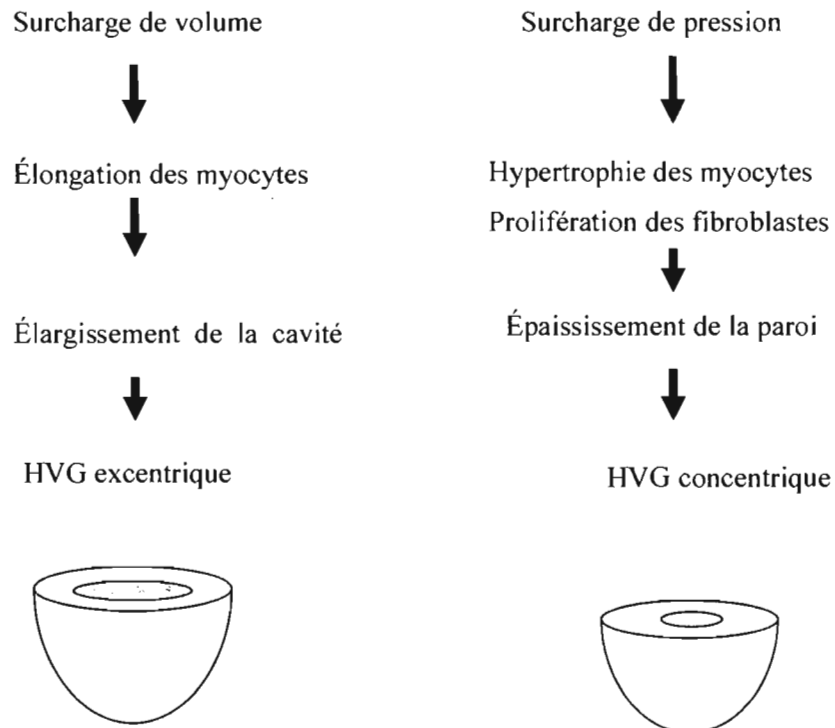 Surcharge de volume
Élongation des myocytes
Élargissement de la cavité
HVG excentrique
Surcharge de pression
Hypertrophie des myocytes
Prolifération des fibroblastes
Épaississement de la paroi
HVG concentrique